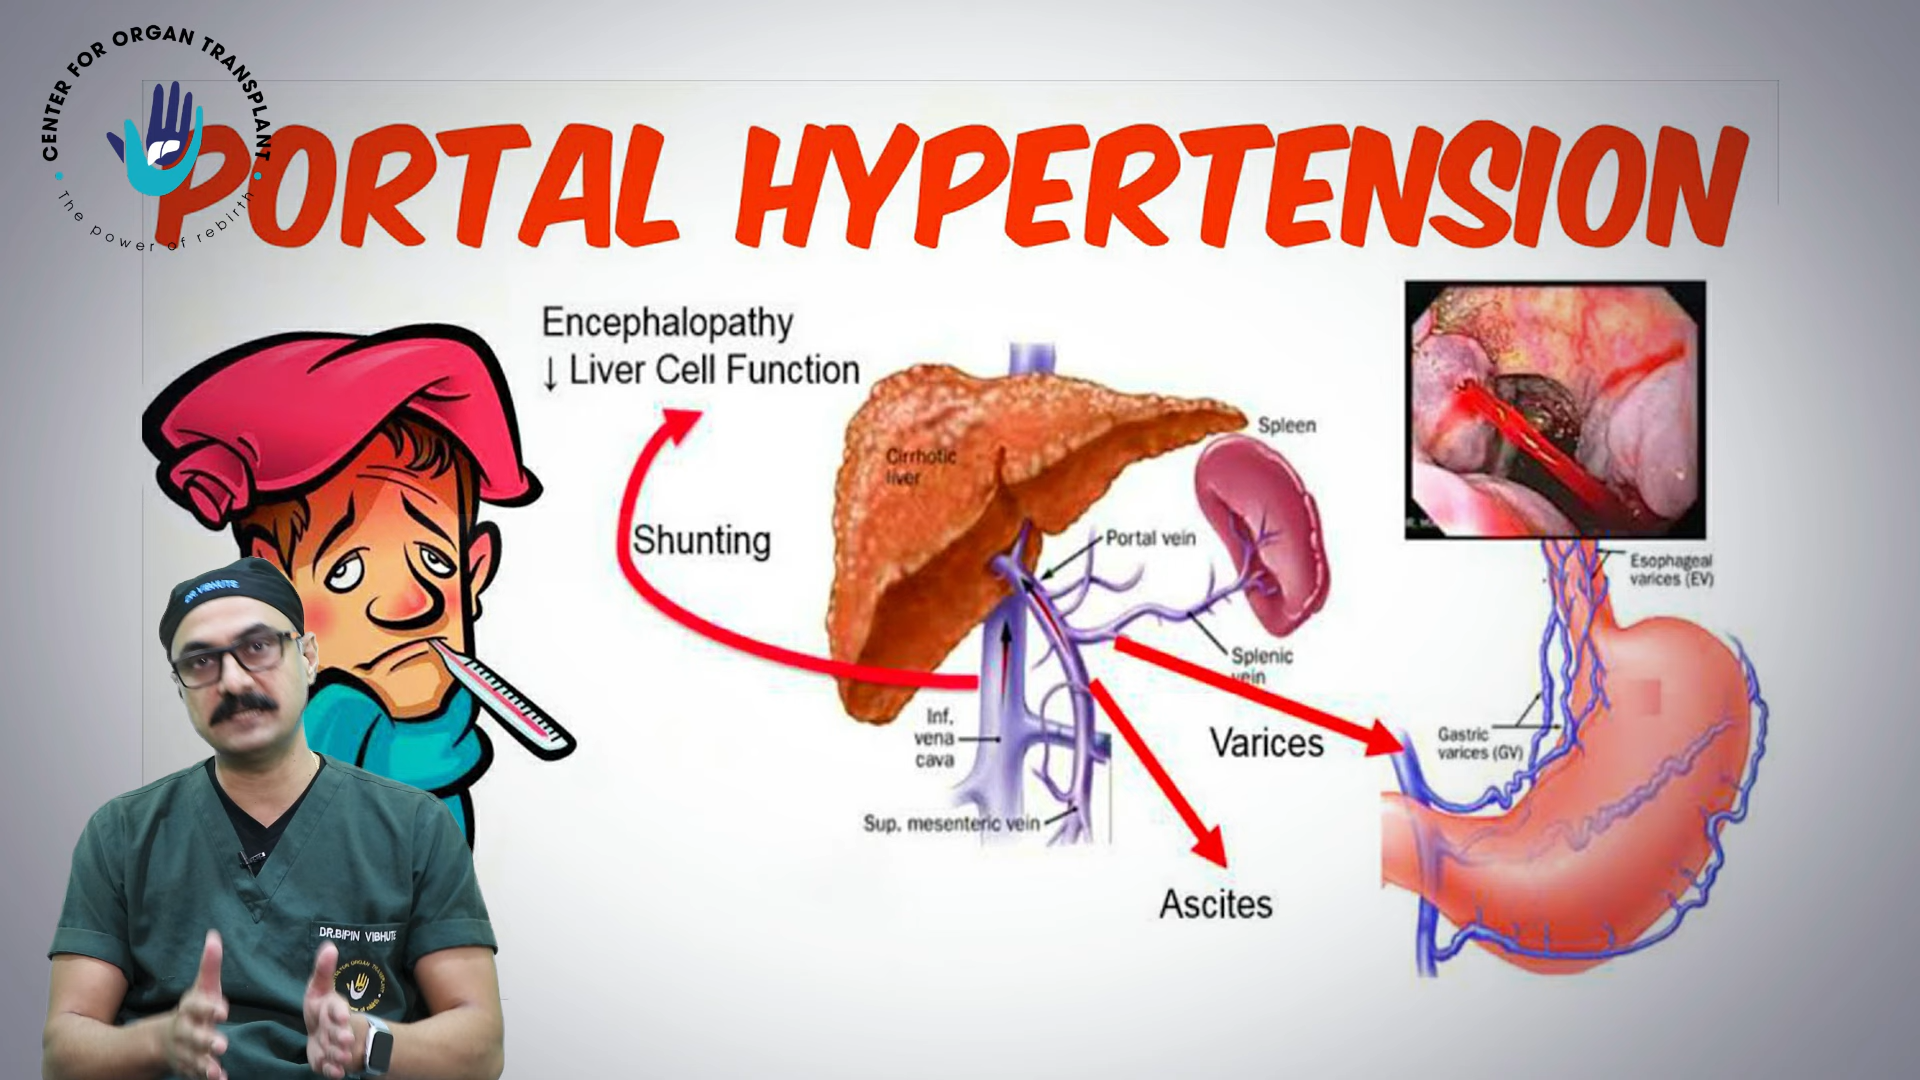 CENTER FOR ORGAN TRANSPLANT
The power of rebirth
PORTAL HYPERTENSION
Encephalopathy
↓ Liver Cell Function
Shunting
Cirrhotic
liver
Spleen
Portal vein
Splenic
vein
Inf.
vena
cava
Sup. mesenteric vein
Varices
Ascites
Esophageal
varices (EV)
Gastric
varices (GV)
DR VIBHUTE
DR.BIPIN VIBHUTE